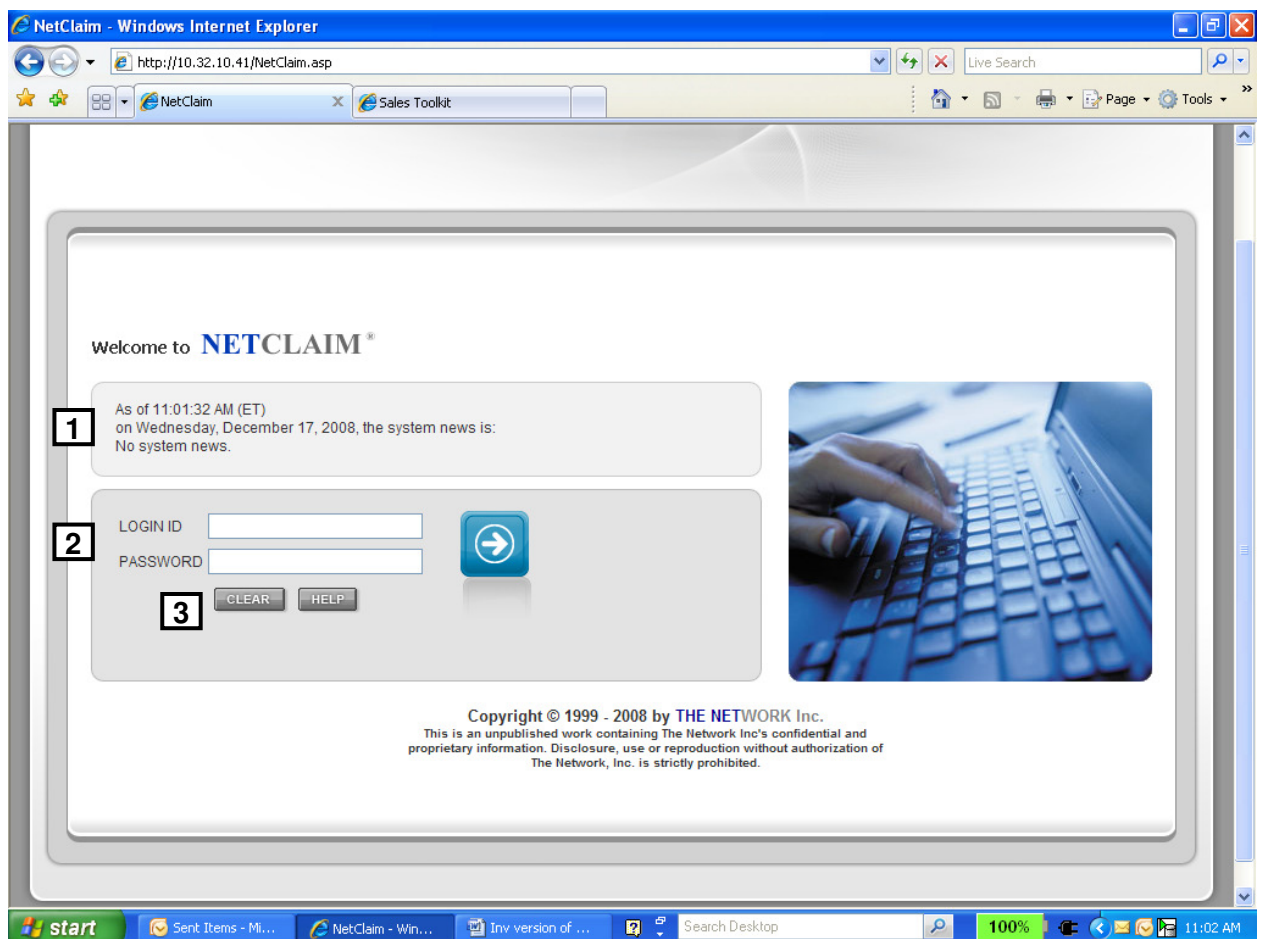 NetClaim - Windows Internet Explorer
http://10.32.10.41/NetClaim.asp
Live Search
NetClaim
Sales Toolkit
Page
Tools
»
Welcome to NETCLAIM®
1
As of 11:01:32 AM (ET)
on Wednesday, December 17, 2008, the system news is:
No system news.
2
LOGIN ID
PASSWORD
3
CLEAR
HELP
Copyright © 1999 - 2008 by THE NETWORK Inc.
This is an unpublished work containing The Network Inc's confidential and
proprietary information. Disclosure, use or reproduction without authorization of
The Network, Inc. is strictly prohibited.
start
Sent Items - Mi...
NetClaim - Win...
Inv version of ...
Search Desktop
100%
11:02 AM